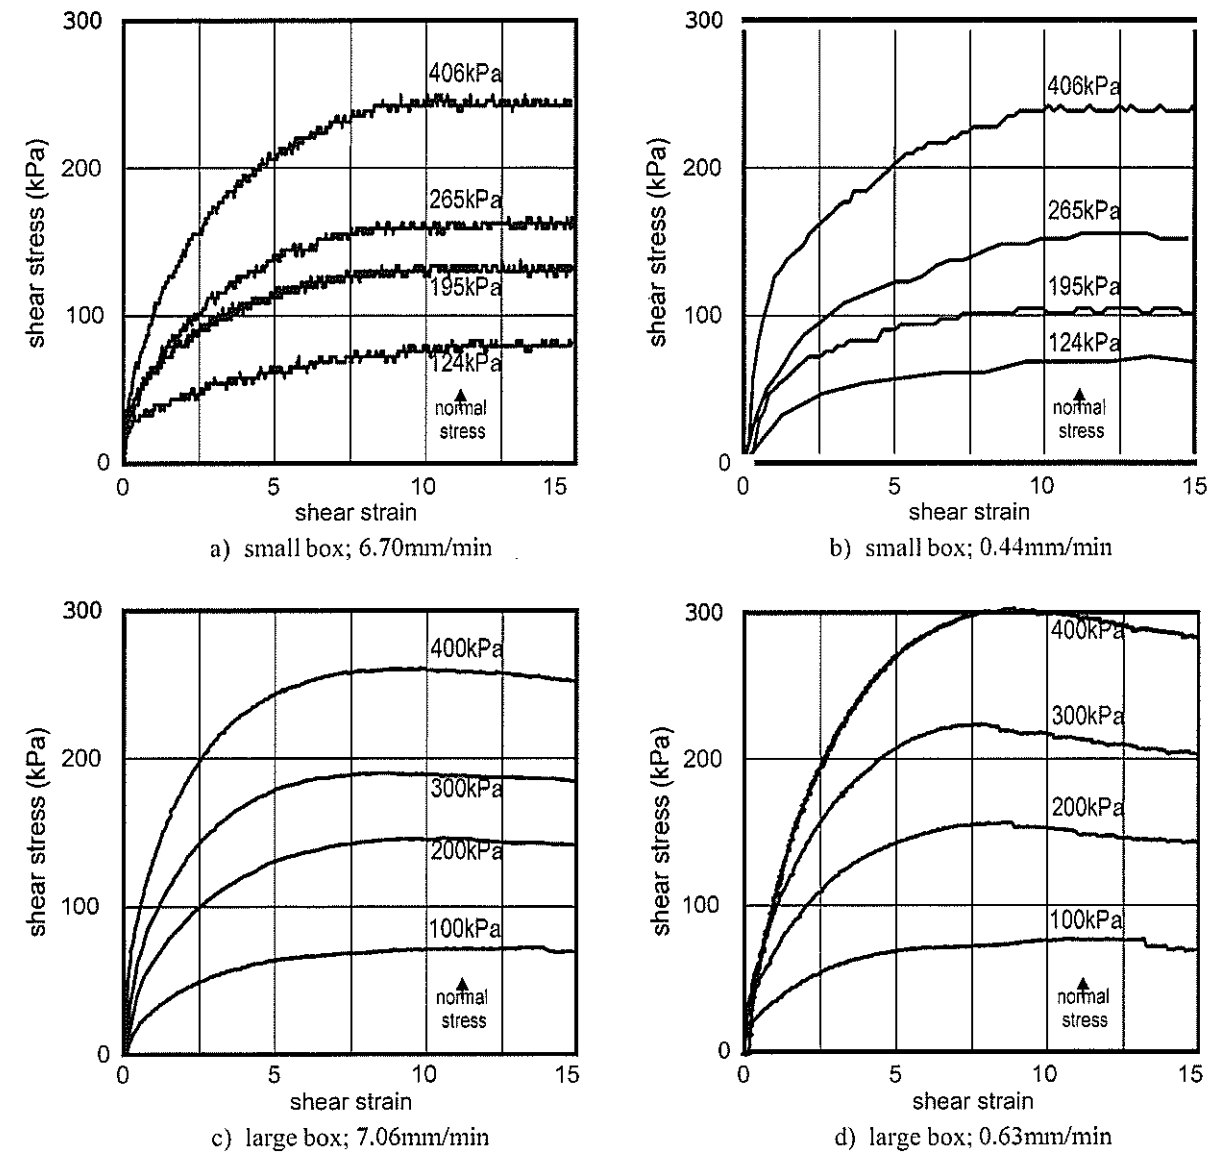 300
200
100
0
shear stress (kPa)
406kPa
265kPa
195kPa
124kPa
normal
stress
0 5 10 15
shear strain
a) small box; 6.70mm/min
300
200
100
0
shear stress (kPa)
406kPa
265kPa
195kPa
124kPa
normal
stress
0 5 10 15
shear strain
b) small box; 0.44mm/min
300
200
100
0
shear stress (kPa)
400kPa
300kPa
200kPa
100kPa
normal
stress
0 5 10 15
shear strain
c) large box; 7.06mm/min
300
200
100
0
shear stress (kPa)
400kPa
300kPa
200kPa
100kPa
normal
stress
0 5 10 15
shear strain
d) large box; 0.63mm/min